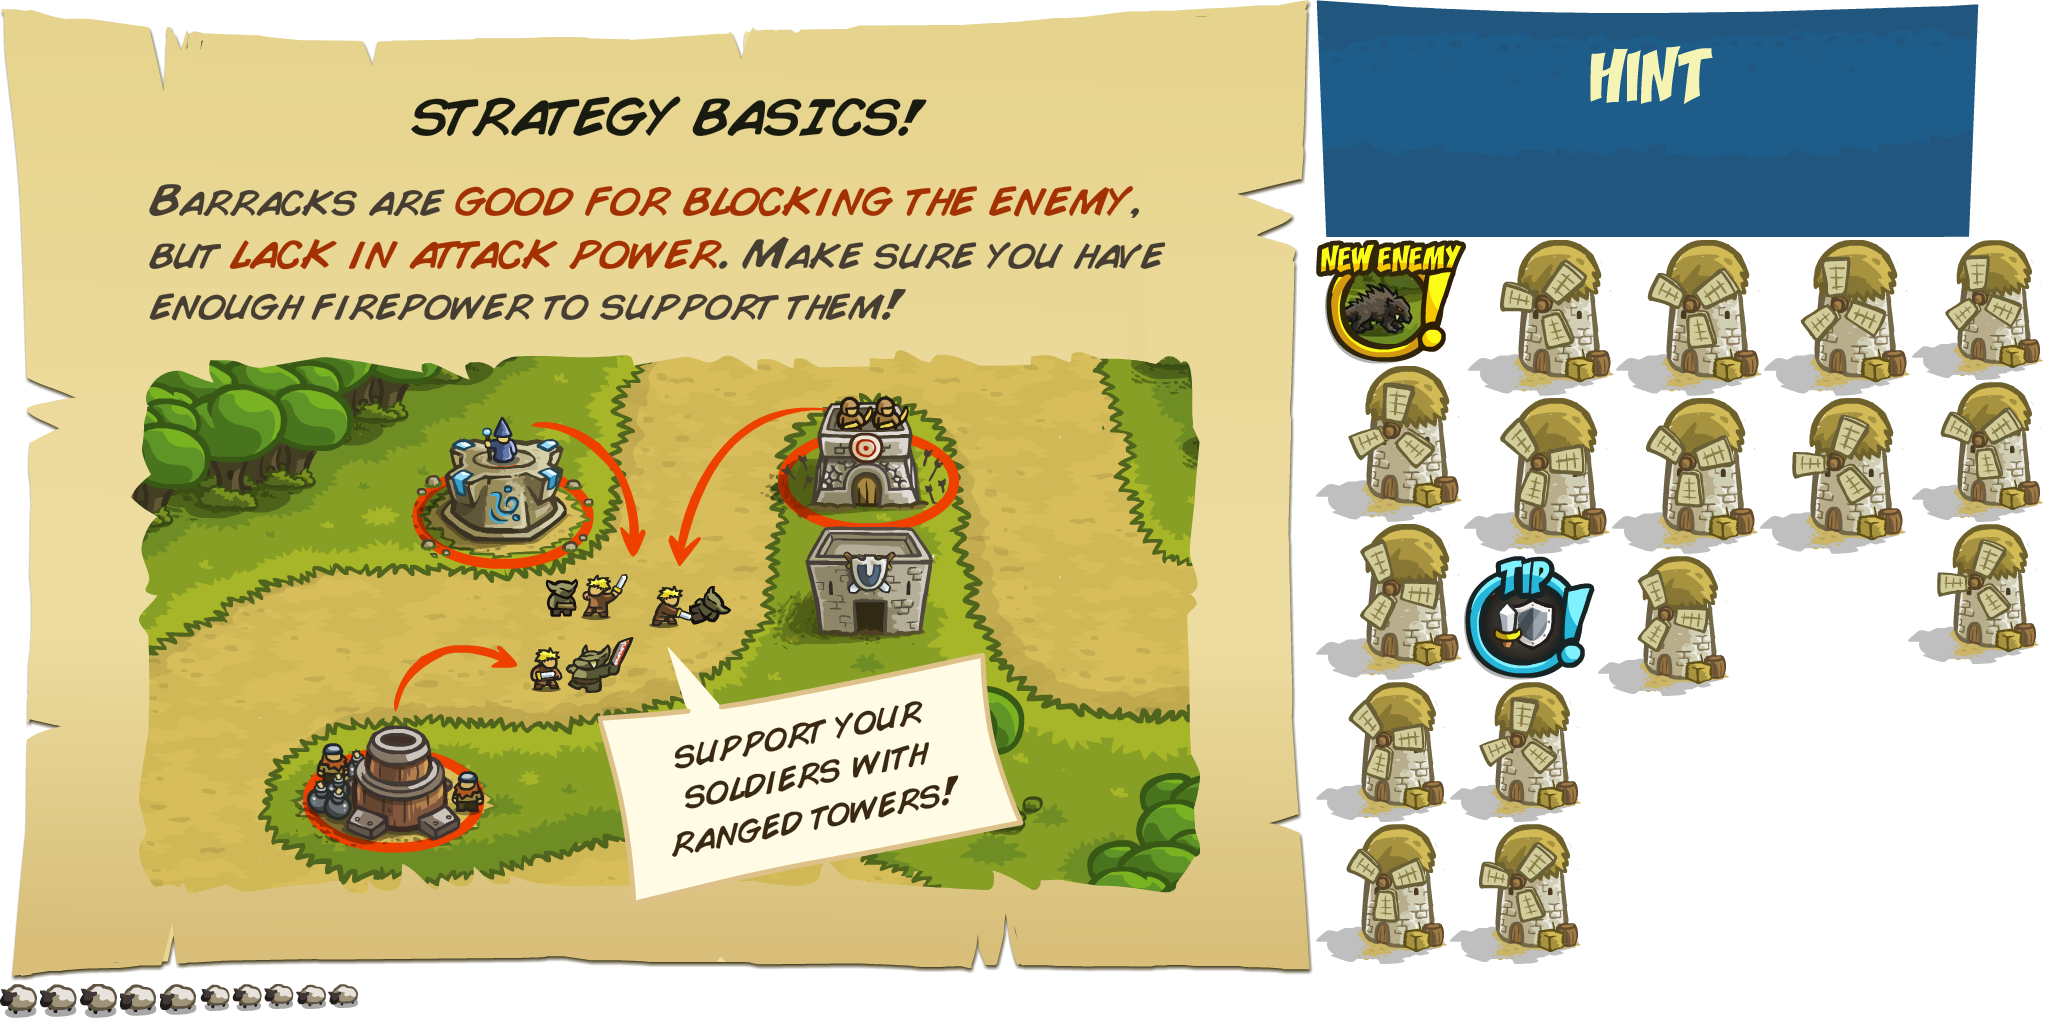 STRATEGY BASICS!
BARRACKS ARE GOOD FOR BLOCKING THE ENEMY,
BUT LACK IN ATTACK POWER. MAKE SURE YOU HAVE
ENOUGH FIREPOWER TO SUPPORT THEM!
SUPPORT YOUR
SOLDIERS WITH
RANGED TOWERS!
HINT
NEW ENEMY
TIP